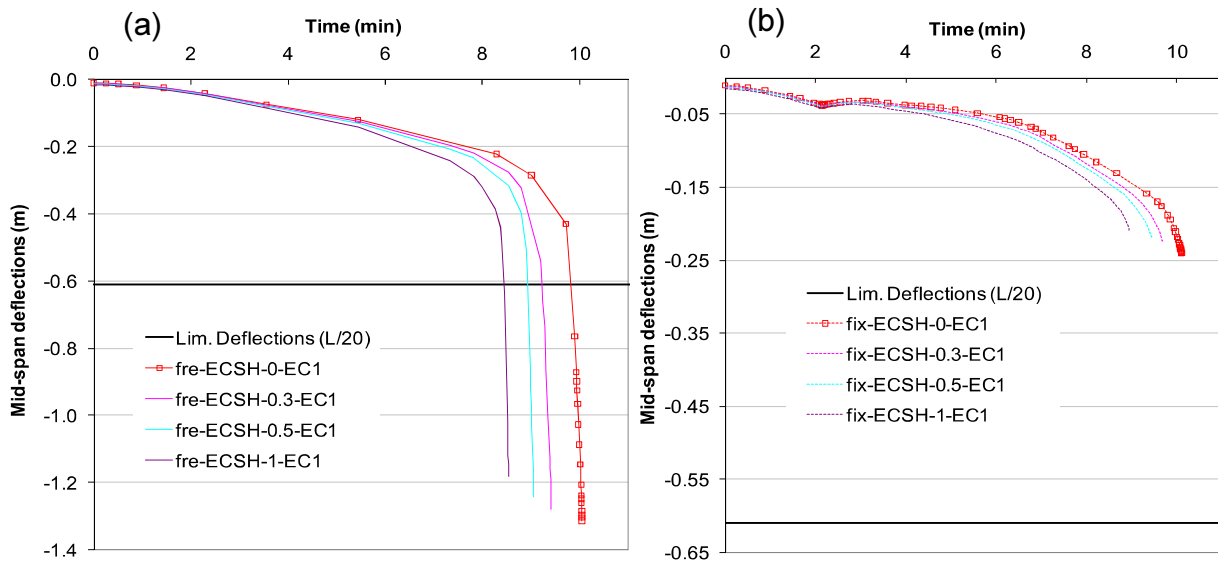 (a)
Time (min)
0 2 4 6 8 10
0.0
-0.2
-0.4
-0.6
-0.8
-1.0
-1.2
-1.4
Mid-span deflections (m)
Lim. Deflections (L/20)
fre-ECSH-0-EC1
fre-ECSH-0.3-EC1
fre-ECSH-0.5-EC1
fre-ECSH-1-EC1
(b)
Time (min)
0 2 4 6 8 10
-0.05
-0.15
-0.25
-0.35
-0.45
-0.55
-0.65
Mid-span deflections (m)
Lim. Deflections (L/20)
fix-ECSH-0-EC1
fix-ECSH-0.3-EC1
fix-ECSH-0.5-EC1
fix-ECSH-1-EC1